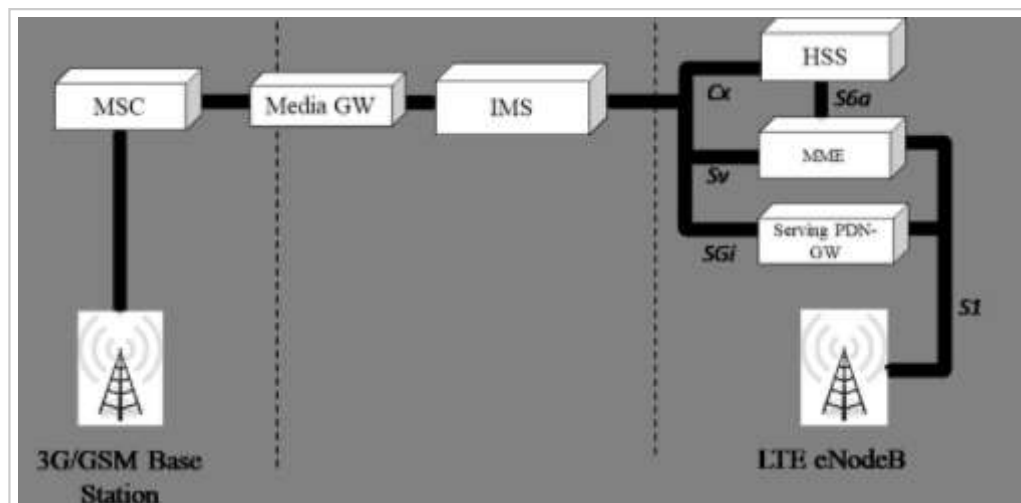 HSS
Cx
S6a
MSC
Media GW
IMS
MME
Sv
Serving PDN-
GW
SGi
S1
3G/GSM Base
Station
LTE eNodeB